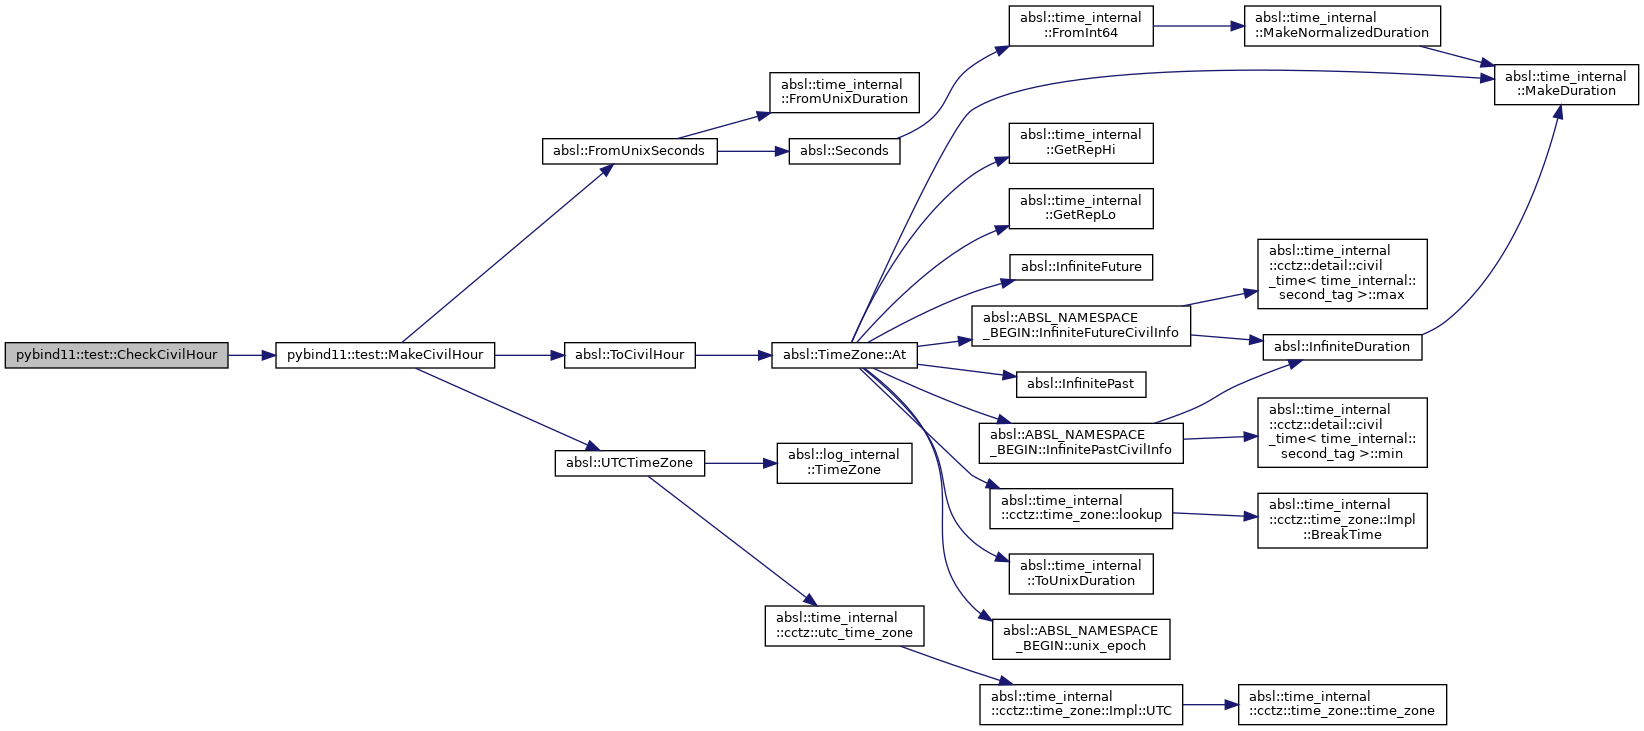 pybind11::test::CheckCivilHour
pybind11::test::MakeCivilHour
absl::FromUnixSeconds
absl::ToCivilHour
absl::UTCTimeZone
absl::time_internal
::FromUnixDuration
absl::Seconds
absl::TimeZone::At
absl::log_internal
::TimeZone
absl::time_internal
::cctz::utc_time_zone
absl::time_internal
::FromInt64
absl::time_internal
::GetRepHi
absl::time_internal
::GetRepLo
absl::InfiniteFuture
absl::ABSL_NAMESPACE
_BEGIN::InfiniteFutureCivilInfo
absl::InfinitePast
absl::ABSL_NAMESPACE
_BEGIN::InfinitePastCivilInfo
absl::time_internal
::cctz::time_zone::lookup
absl::time_internal
::ToUnixDuration
absl::ABSL_NAMESPACE
_BEGIN::unix_epoch
absl::time_internal
::cctz::time_zone::Impl::UTC
absl::time_internal
::MakeNormalizedDuration
absl::time_internal
::cctz::detail::civil
_time< time_internal::
second_tag >::max
absl::InfiniteDuration
absl::time_internal
::cctz::detail::civil
_time< time_internal::
second_tag >::min
absl::time_internal
::cctz::time_zone::Impl
::BreakTime
absl::time_internal
::cctz::time_zone::time_zone
absl::time_internal
::MakeDuration